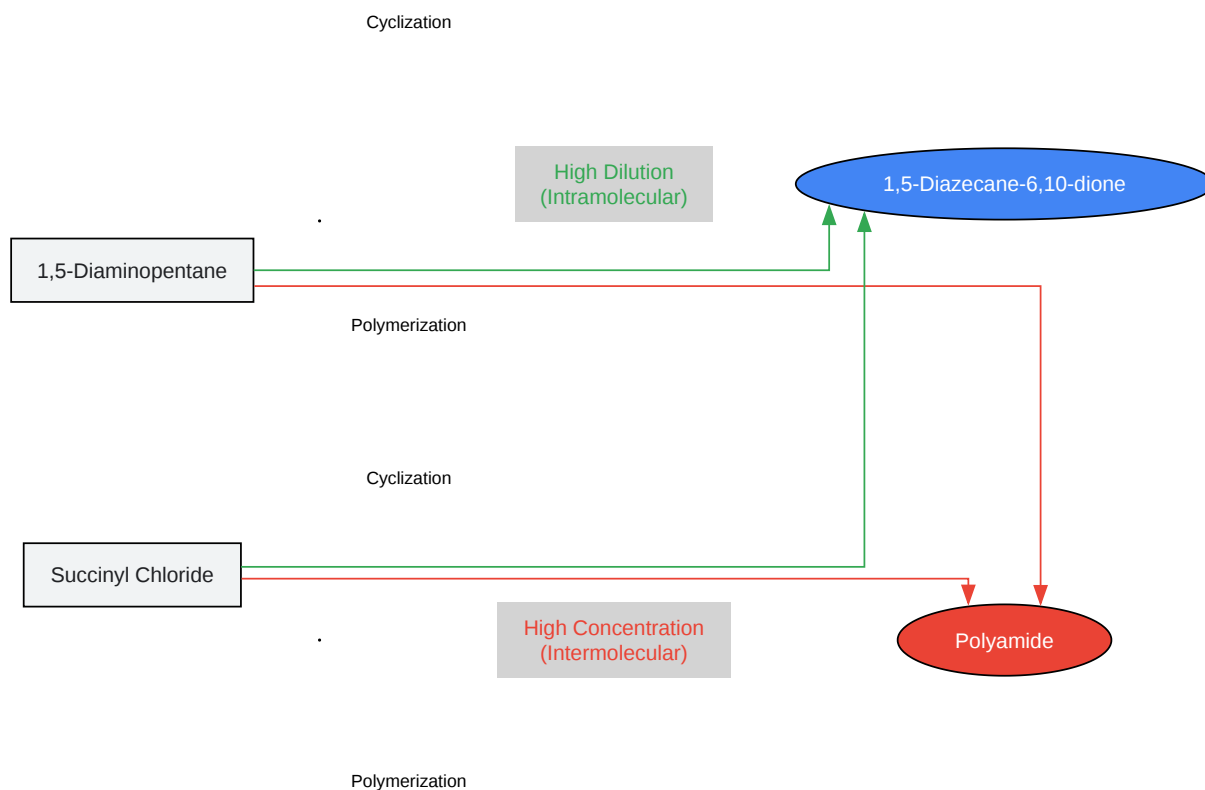 Cyclization
High Dilution
(Intramolecular)
1,5-Diazecane-6,10-dione
1,5-Diaminopentane
Polymerization
Cyclization
Succinyl Chloride
High Concentration
(Intermolecular)
Polyamide
Polymerization